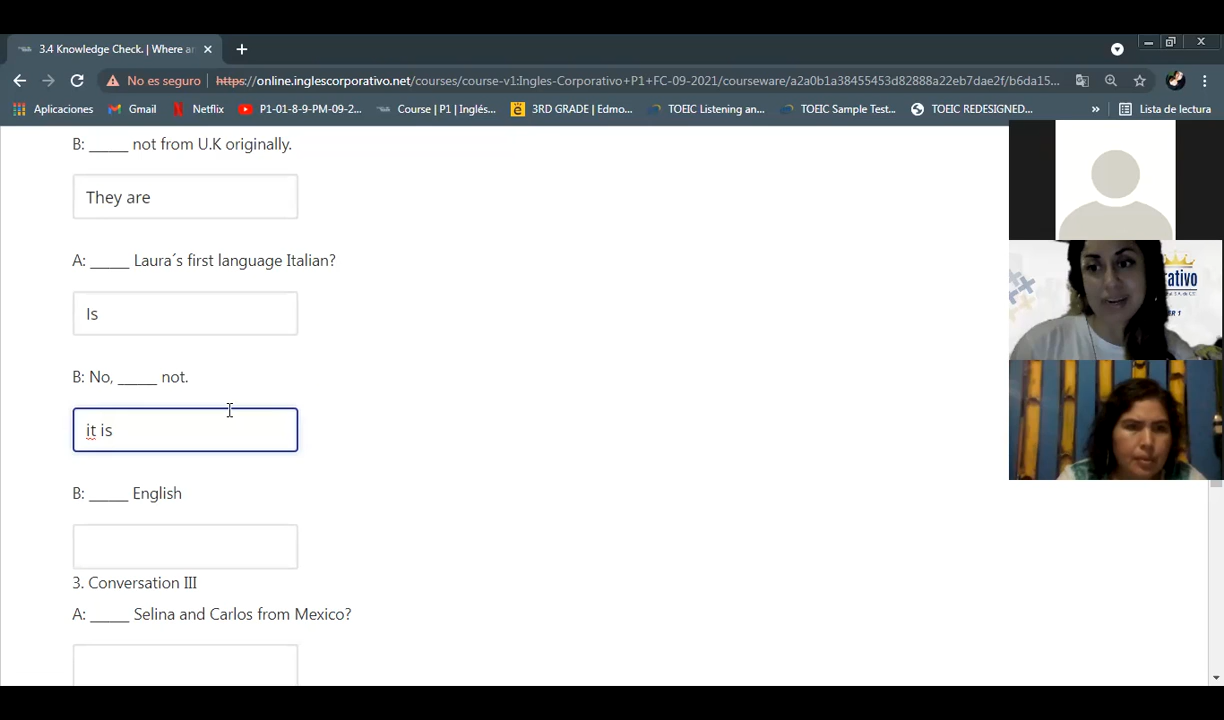 3.4 Knowledge Check. | Where ar
No es seguro
https://online.inglescorporativo.net/courses/course-v1:Ingles-Corporativo+P1+FC-09-2021/courseware/a2a0b1a38455453d82888a22eb7dae2f/b6da15...
Aplicaciones
Gmail
Netflix
P1-01-8-9-PM-09-2...
Course | P1 | Inglés...
3RD GRADE | Edmo...
TOEIC Listening an...
TOEIC Sample Test...
TOEIC REDESIGNED...
»
Lista de lectura
B: _____ not from U.K originally.
They are
A: _____ Laura´s first language Italian?
Is
B: No, _____ not.
it is
B: _____ English
3. Conversation III
A: _____ Selina and Carlos from Mexico?